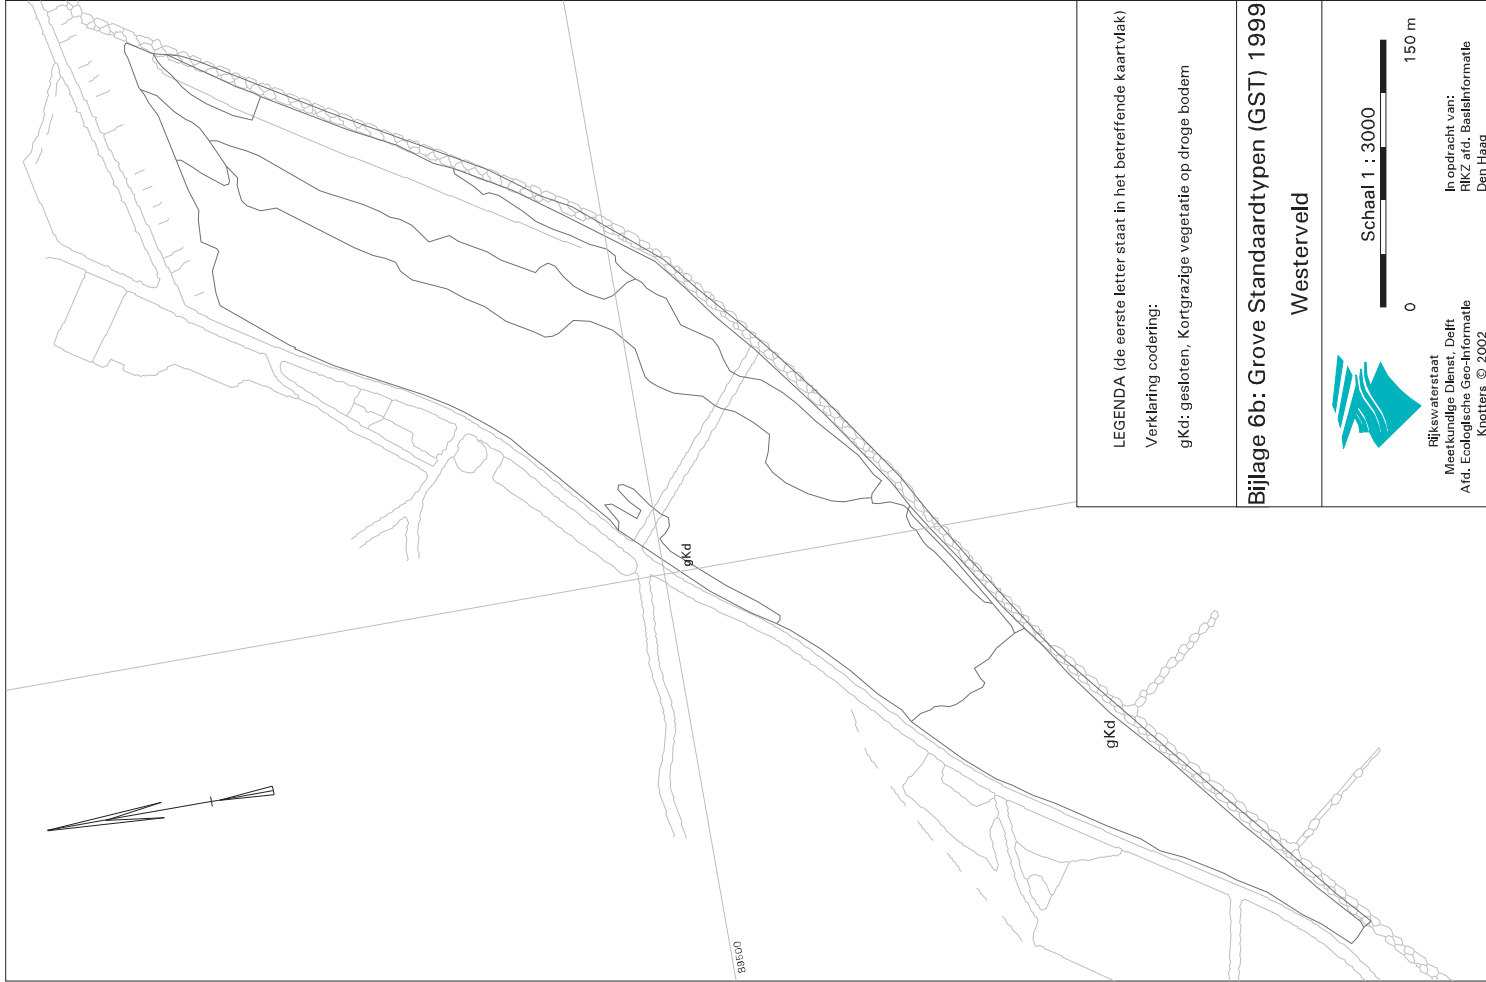 LEGENDA (de eerste letter staat in het betreffende kaartvlak)
Verklaring codering:
gKd: gesloten, Kortgrazige vegetatie op droge bodem
Bijlage 6b: Grove Standaardtypen (GST) 1999
Westerveld
Schaal 1 : 3000
0 150 m
Rijkswaterstaat
Meetkundige Dienst, Delft
Afd. Ecologische Geo-Informatie
Knotters © 2002
In opdracht van:
RIKZ afd. BasisInformatie
Den Haag
gKd
gKd
89500